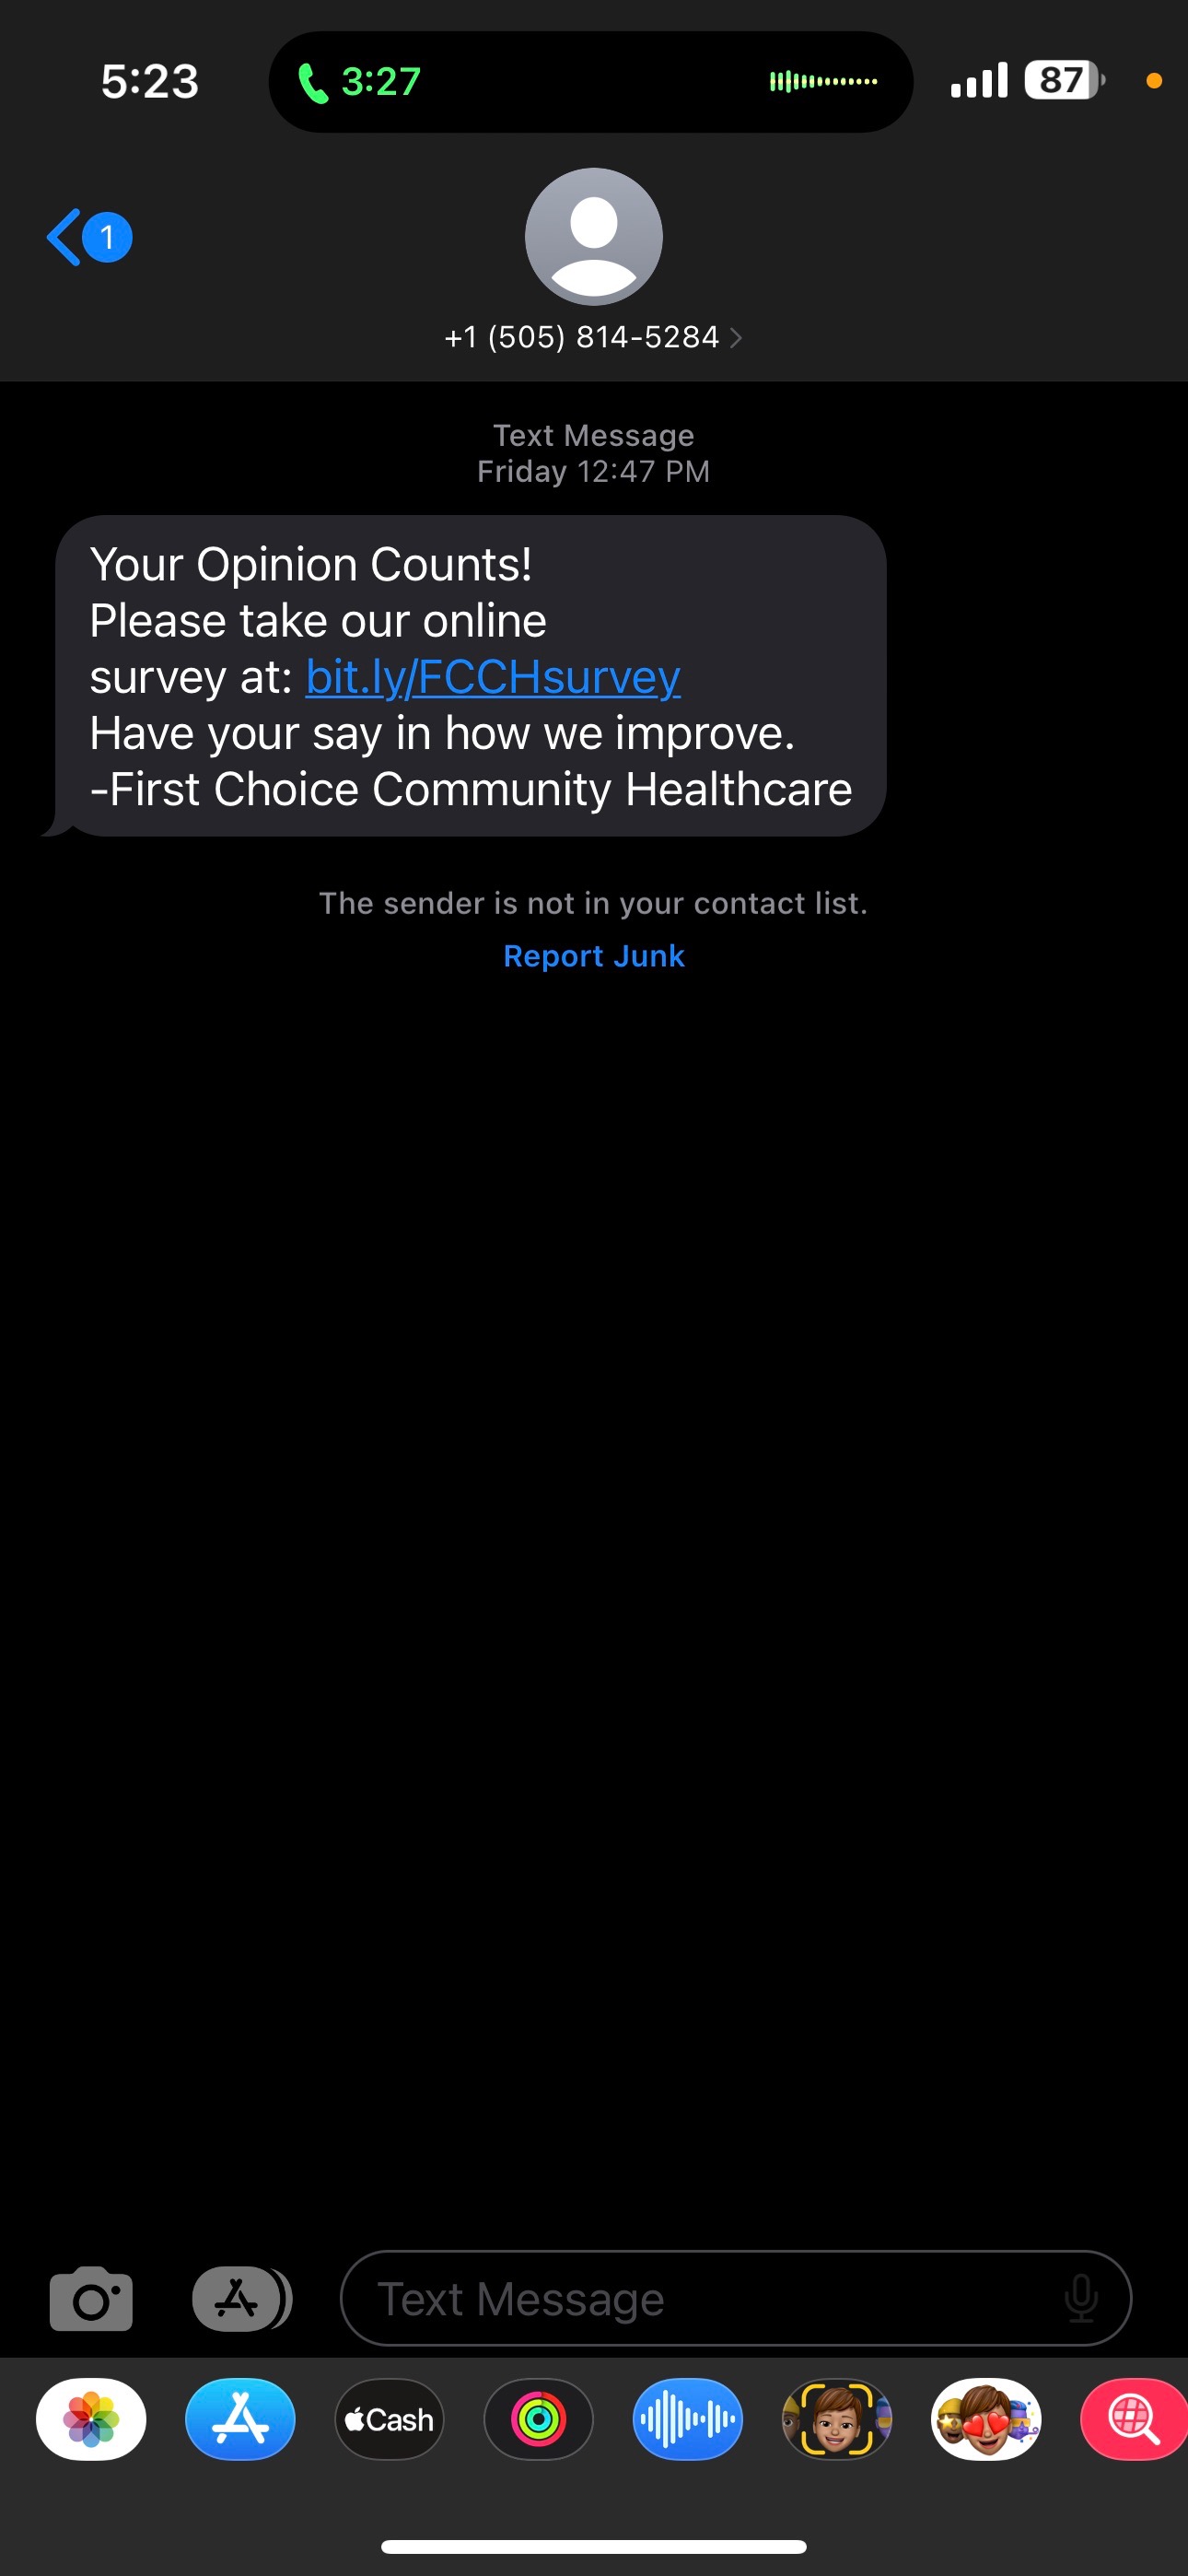 5:23
3:27
87
1
+1 (505) 814-5284
Text Message
Friday 12:47 PM
Your Opinion Counts!
Please take our online
survey at: bit.ly/FCCHsurvey
Have your say in how we improve.
-First Choice Community Healthcare
The sender is not in your contact list.
Report Junk
Text Message
Cash